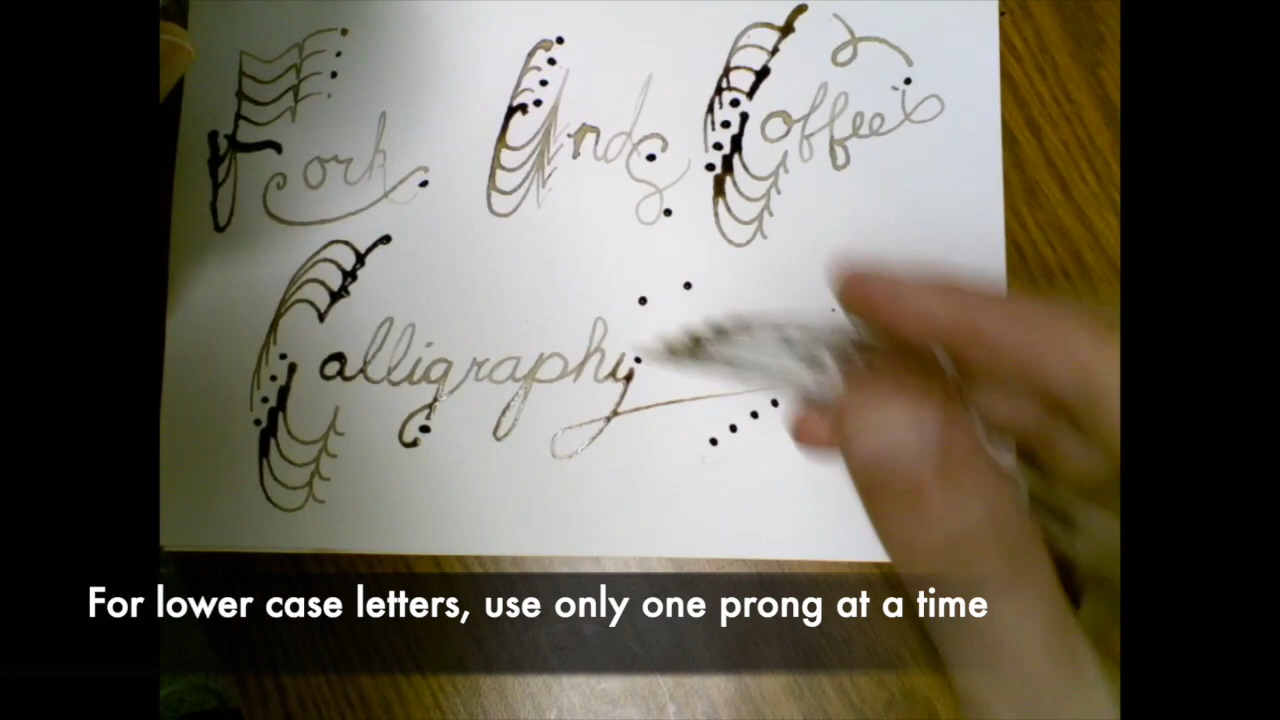 Fork And Coffee
Calligraphy
For lower case letters, use only one prong at a time